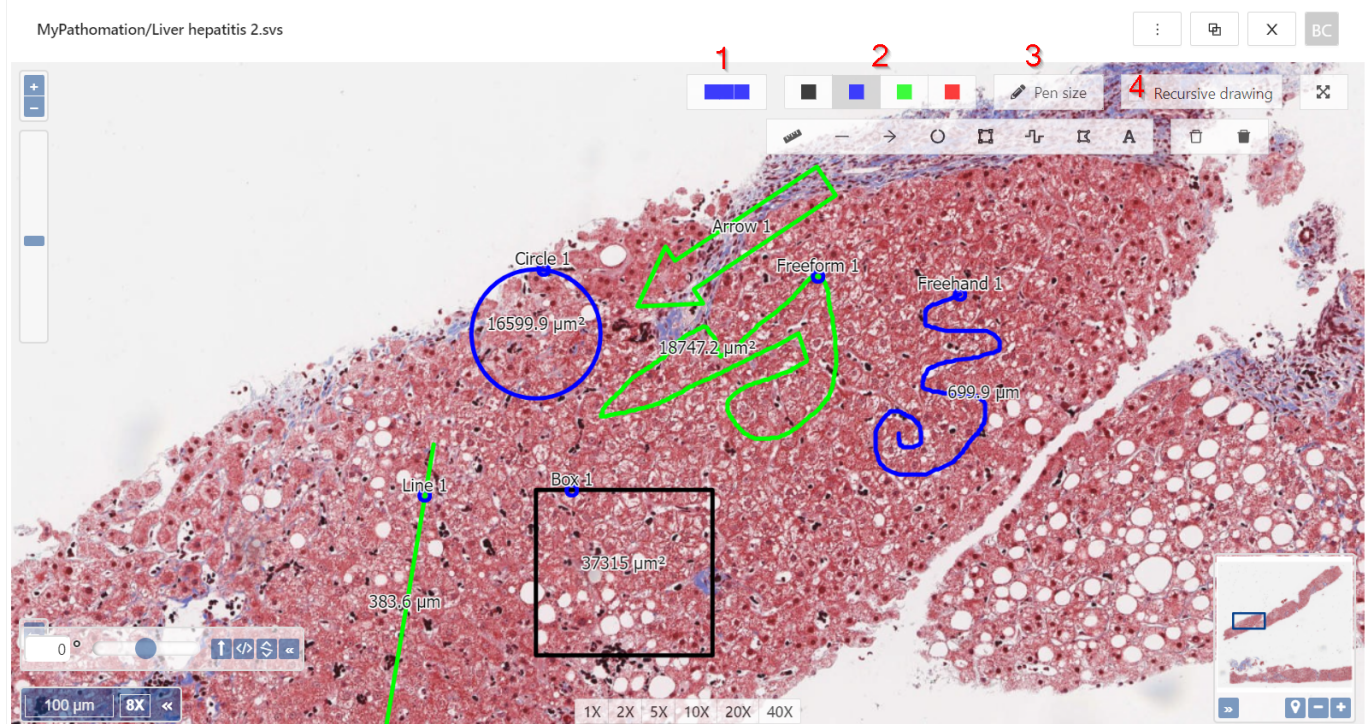 MyPathomation/Liver hepatitis 2.svs
BC
1
2
3
4
Pen size
Recursive drawing
A
Arrow 1
Circle 1
Freeform 1
Freehand 1
16599.9 µm²
18747.2 µm²
699.9 µm
Line 1
Box 1
37315 µm²
383.6 µm
0 °
100 µm
8X
1X 2X 5X 10X 20X 40X